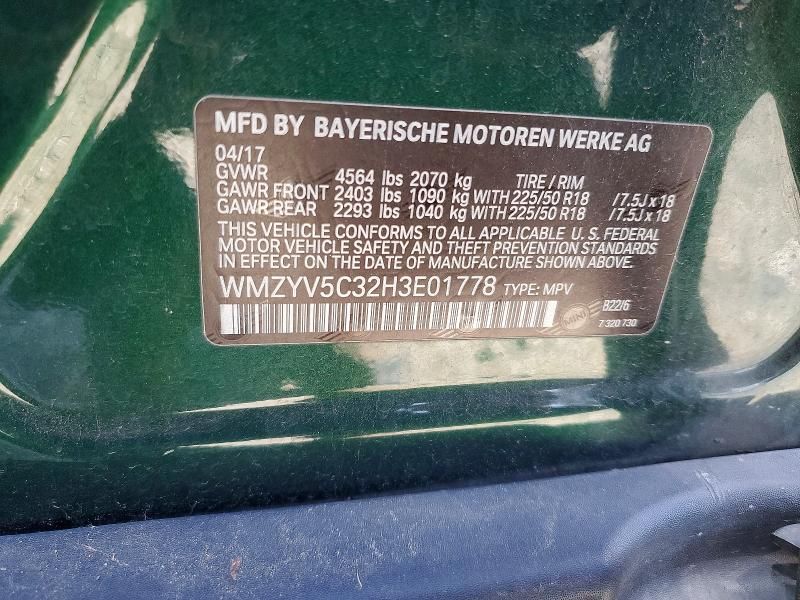 MFD BY BAYERISCHE MOTOREN WERKE AG
04/17
GVWR 4564 lbs 2070 kg TIRE / RIM
GAWR FRONT 2403 lbs 1090 kg WITH 225/50 R18 /7.5J x 18
GAWR REAR 2293 lbs 1040 kg WITH 225/50 R18 /7.5J x 18
THIS VEHICLE CONFORMS TO ALL APPLICABLE U. S. FEDERAL
MOTOR VEHICLE SAFETY AND THEFT PREVENTION STANDARDS
IN EFFECT ON THE DATE OF MANUFACTURE SHOWN ABOVE.
WMZYV5C32H3E01778 TYPE: MPV
MINI
B22/6
7 320 730